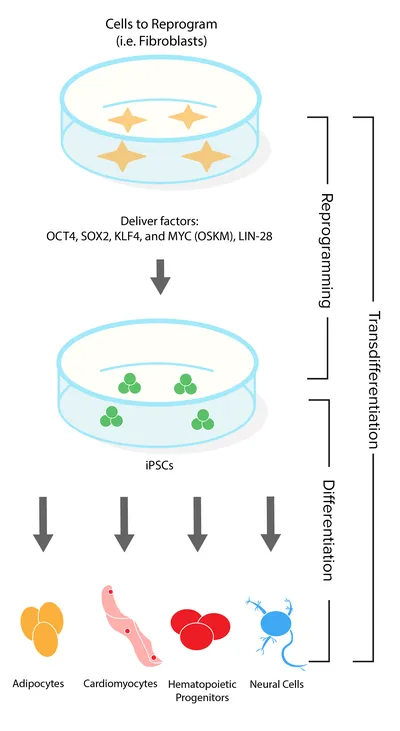 Cells to Reprogram
(i.e. Fibroblasts)
Deliver factors:
OCT4, SOX2, KLF4, and MYC (OSKM), LIN-28
Reprogramming
Transdifferentiation
iPSCs
Differentiation
Adipocytes
Cardiomyocytes
Hematopoietic
Progenitors
Neural Cells